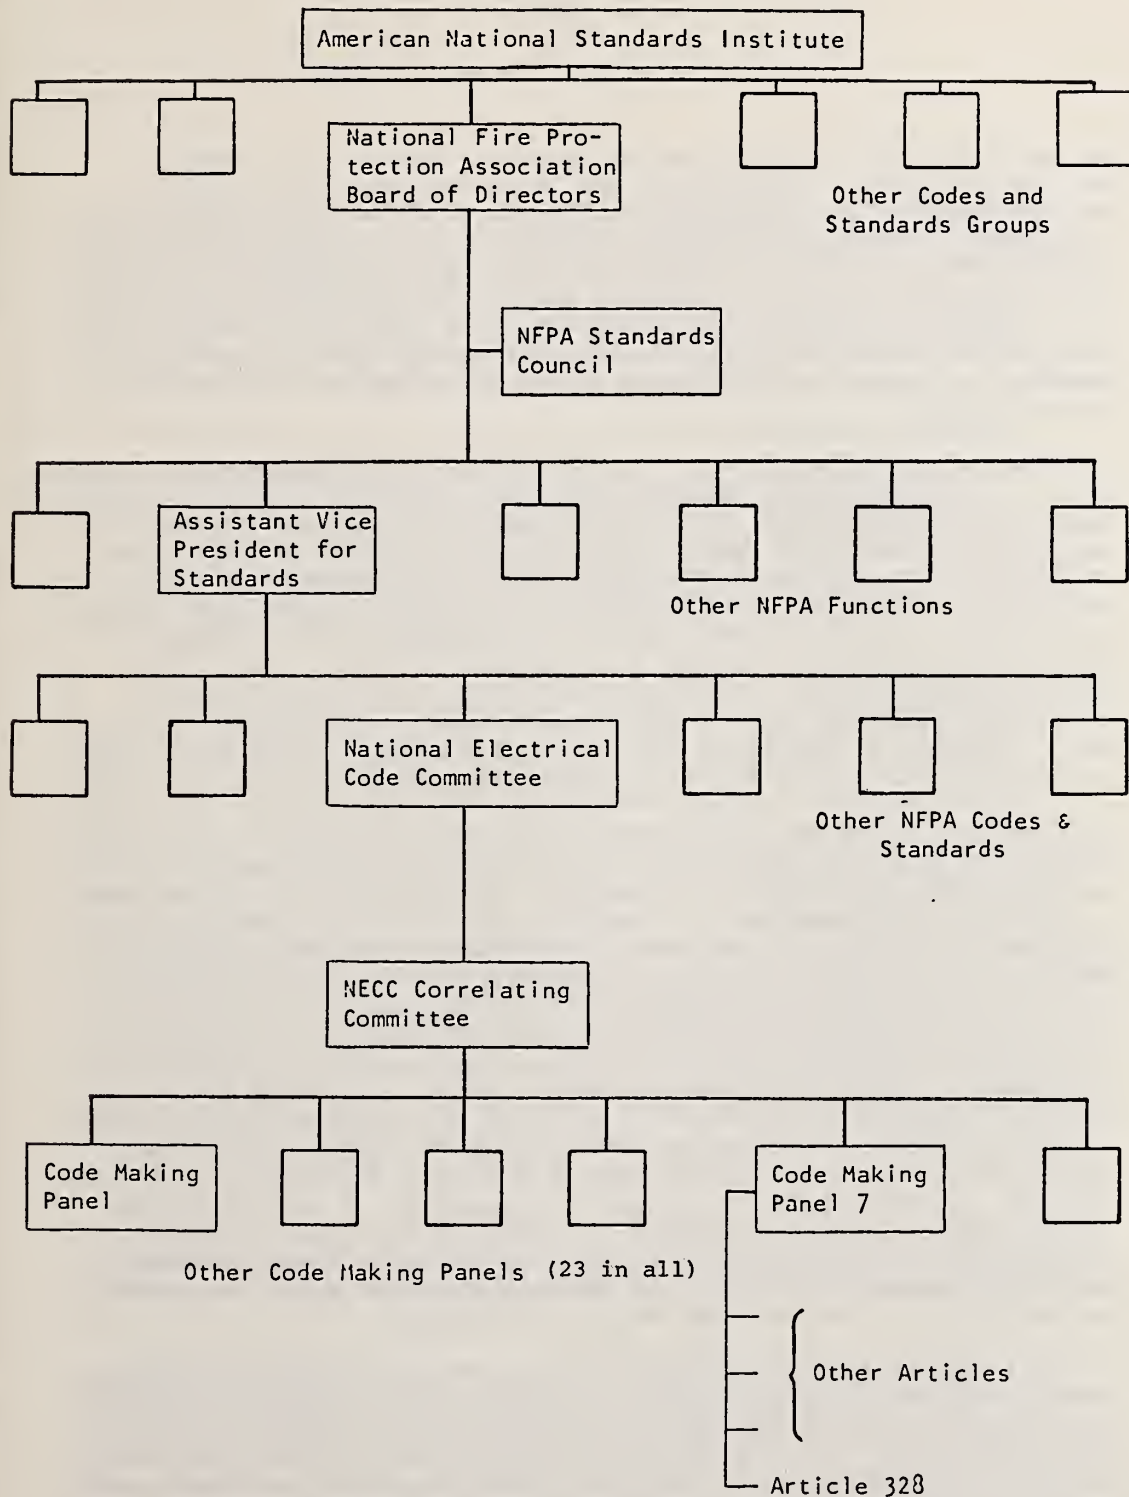 American National Standards Institute
National Fire Pro-
tection Association
Board of Directors
Other Codes and
Standards Groups
NFPA Standards
Council
Assistant Vice
President for
Standards
Other NFPA Functions
National Electrical
Code Committee
Other NFPA Codes &
Standards
NECC Correlating
Committee
Code Making
Panel
Code Making
Panel 7
Other Code Making Panels (23 in all)
Other Articles
Article 328